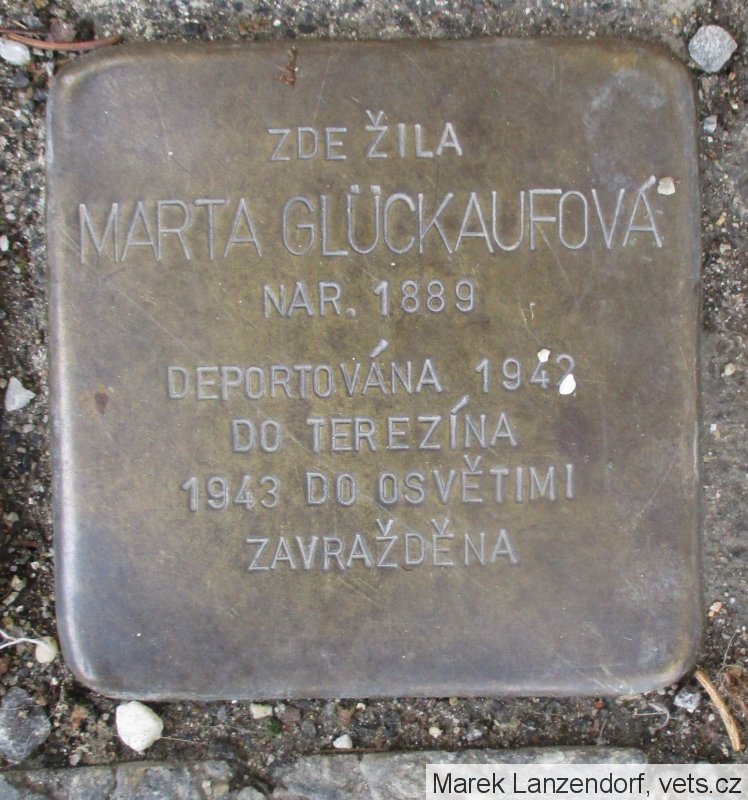 ZDE ŽILA
MARTA GLÜCKAUFOVÁ
NAR. 1889
DEPORTOVÁNA 1942
DO TEREZÍNA
1943 DO OSVĚTIMI
ZAVRAŽDĚNA
Marek Lanzendorf, vets.cz